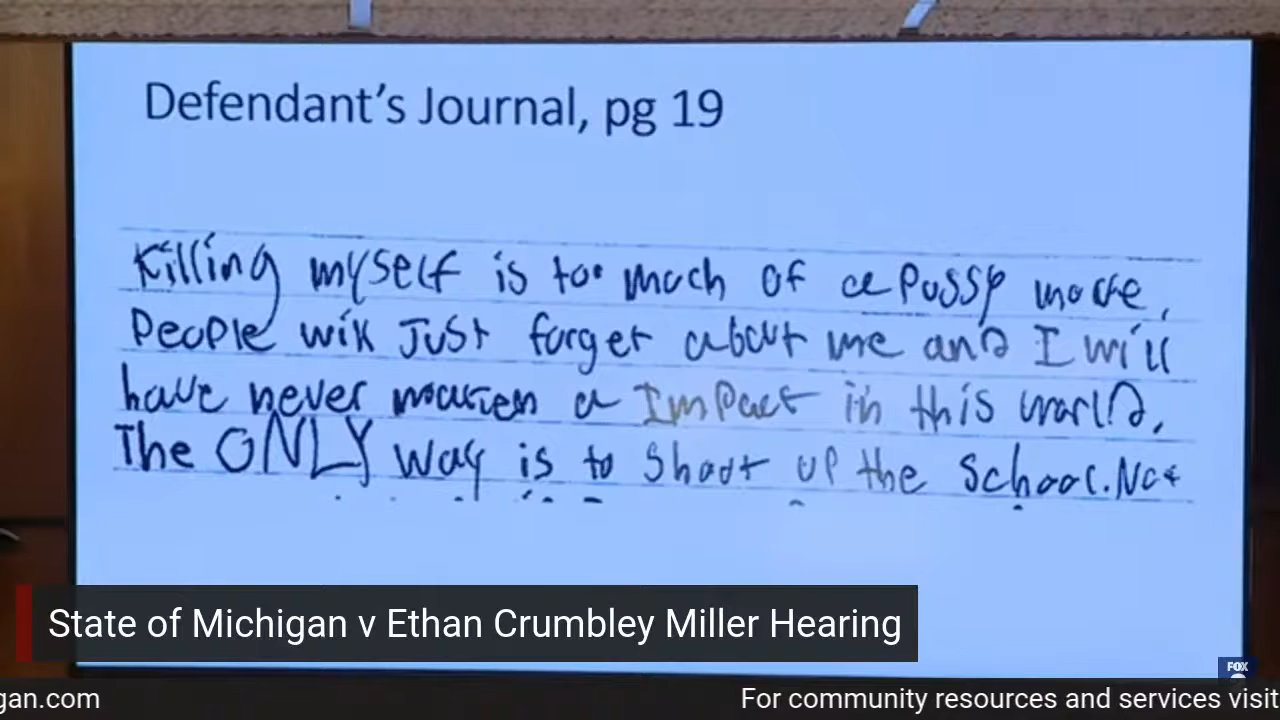 Defendant's Journal, pg 19
Killing myself is too much of a pussy move,
People will Just forget about me and I will
have never a Impact in this world.
The ONLY way is to Shoot up the School. Not
State of Michigan v Ethan Crumbley Miller Hearing
FOX
gan.com
For community resources and services visit